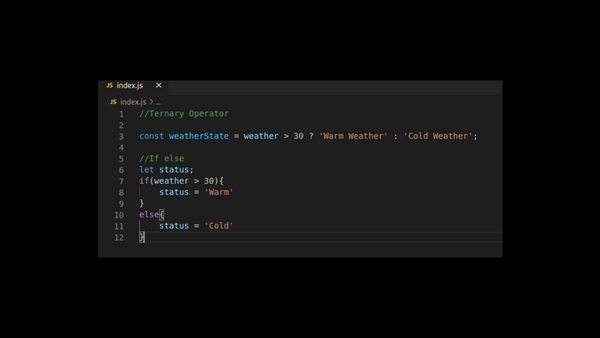 JS index.js ×
JS index.js > ...
1 //Ternary Operator
2
3 const weatherState = weather > 30 ? 'Warm Weather' : 'Cold Weather';
4
5 //If else
6 let status;
7 if(weather > 30){
8 status = 'Warm'
9 }
10 else{
11 status = 'Cold'
12 }